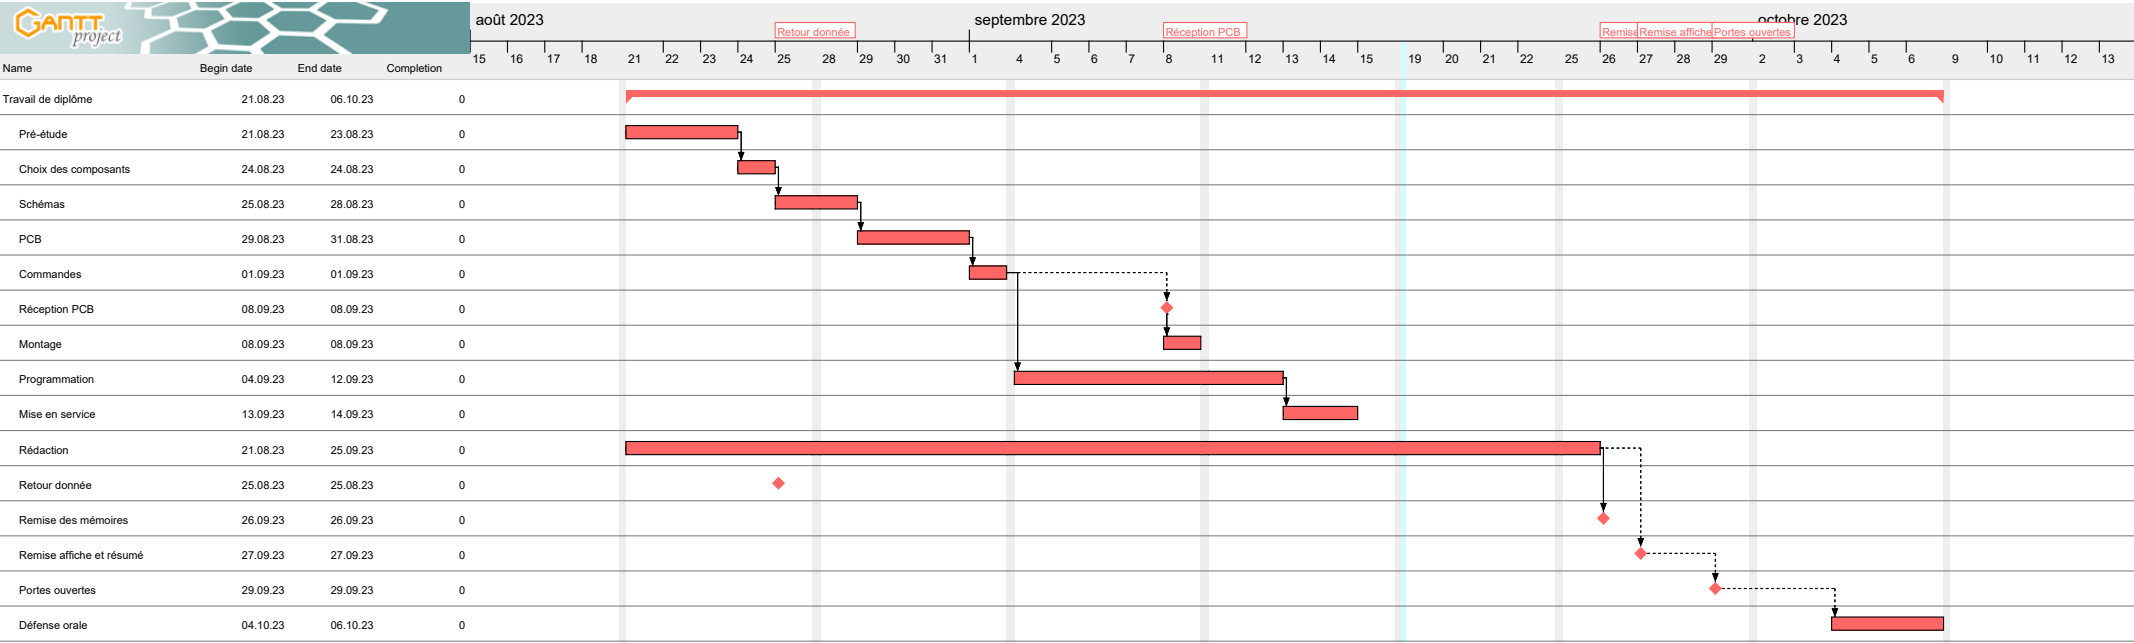 GANTT
project
août 2023 septembre 2023 octobre 2023
Retour donnée Réception PCB Remise Remise affiche Portes ouvertes
15 16 17 18 21 22 23 24 25 28 29 30 31 1 4 5 6 7 8 11 12 13 14 15 19 20 21 22 25 26 27 28 29 2 3 4 5 6 9 10 11 12 13
Name Begin date End date Completion
Travail de diplôme 21.08.23 06.10.23 0
Pré-étude 21.08.23 23.08.23 0
Choix des composants 24.08.23 24.08.23 0
Schémas 25.08.23 28.08.23 0
PCB 29.08.23 31.08.23 0
Commandes 01.09.23 01.09.23 0
Réception PCB 08.09.23 08.09.23 0
Montage 08.09.23 08.09.23 0
Programmation 04.09.23 12.09.23 0
Mise en service 13.09.23 14.09.23 0
Rédaction 21.08.23 25.09.23 0
Retour donnée 25.08.23 25.08.23 0
Remise des mémoires 26.09.23 26.09.23 0
Remise affiche et résumé 27.09.23 27.09.23 0
Portes ouvertes 29.09.23 29.09.23 0
Défense orale 04.10.23 06.10.23 0